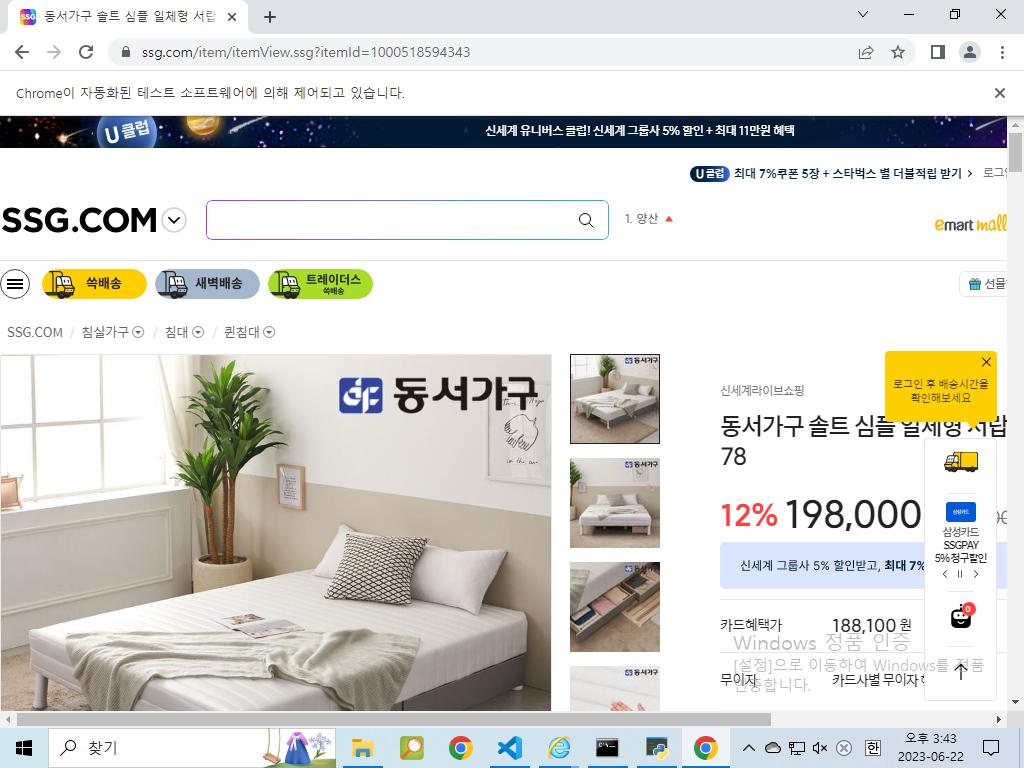 동서가구 솔트 심플 일체형 서랍
ssg.com/item/itemView.ssg?itemId=1000518594343
Chrome이 자동화된 테스트 소프트웨어에 의해 제어되고 있습니다.
U클럽
신세계 유니버스 클럽! 신세계 그룹사 5% 할인 + 최대 11만원 혜택
U클럽 최대 7%쿠폰 5장 + 스타벅스 별 더블적립 받기 >
로그인
SSG.COM
1. 양산
emart mall
쓱배송
새벽배송
트레이더스
쓱배송
선물
SSG.COM / 침실가구 / 침대 / 퀸침대
동서가구
신세계라이브쇼핑
로그인 후 배송시간을
확인해보세요
동서가구 솔트 심플 일체형 서랍
78
12% 198,000
삼성카드
삼성카드
SSGPAY
5% 청구할인
신세계 그룹사 5% 할인받고, 최대 7%
0
카드혜택가 188,100 원
무이자 카드사별 무이자
Windows 정품 인증
[설정]으로 이동하여 Windows를 정품
인증합니다.
찾기
한
오후 3:43
2023-06-22